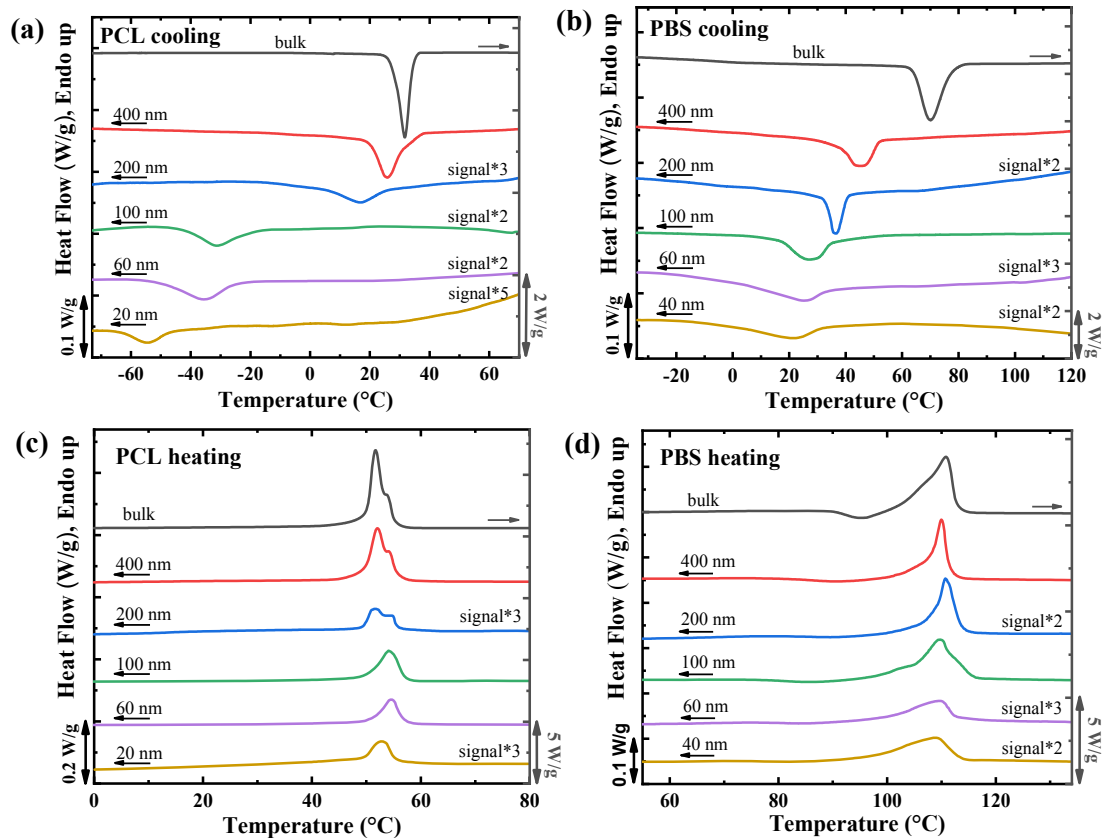 (a)
PCL cooling
bulk
400 nm
200 nm
signal*3
100 nm
signal*2
60 nm
signal*2
signal*5
20 nm
0.1 W/g
2 W/g
Heat Flow (W/g), Endo up
-60 -40 -20 0 20 40 60
Temperature (°C)
(b)
PBS cooling
bulk
400 nm
signal*2
200 nm
100 nm
60 nm
signal*3
40 nm
signal*2
0.1 W/g
2 W/g
Heat Flow (W/g), Endo up
-20 0 20 40 60 80 100 120
Temperature (°C)
(c)
PCL heating
bulk
400 nm
200 nm
signal*3
100 nm
60 nm
20 nm
signal*3
0.2 W/g
5 W/g
Heat Flow (W/g), Endo up
0 20 40 60 80
Temperature (°C)
(d)
PBS heating
bulk
400 nm
200 nm
signal*2
100 nm
60 nm
signal*3
40 nm
signal*2
0.1 W/g
5 W/g
Heat Flow (W/g), Endo up
60 80 100 120
Temperature (°C)